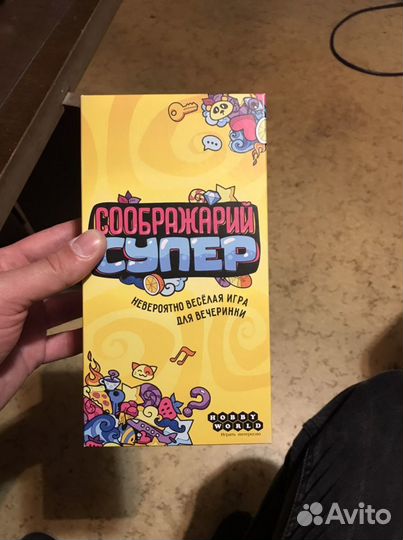 СООБРАЖАРИЙ
СУПЕР
НЕВЕРОЯТНО ВЕСЁЛАЯ ИГРА
ДЛЯ ВЕЧЕРИНКИ
HOBBY
WORLD
Играть интересно
Avito